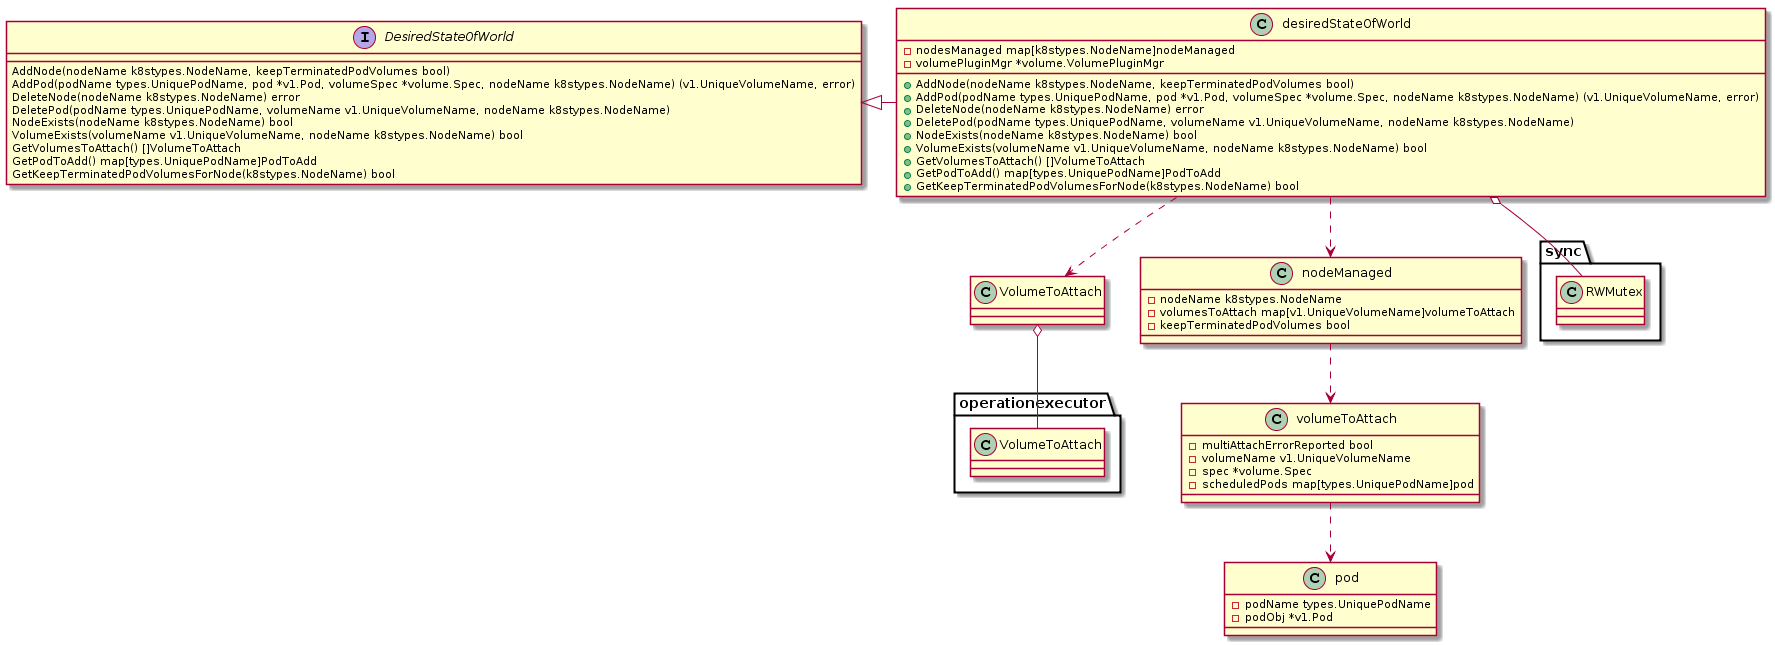 I DesiredStateOfWorld
AddNode(nodeName k8stypes.NodeName, keepTerminatedPodVolumes bool)
AddPod(podName types.UniquePodName, pod *v1.Pod, volumeSpec *volume.Spec, nodeName k8stypes.NodeName) (v1.UniqueVolumeName, error)
DeleteNode(nodeName k8stypes.NodeName) error
DeletePod(podName types.UniquePodName, volumeName v1.UniqueVolumeName, nodeName k8stypes.NodeName)
NodeExists(nodeName k8stypes.NodeName) bool
VolumeExists(volumeName v1.UniqueVolumeName, nodeName k8stypes.NodeName) bool
GetVolumesToAttach() []VolumeToAttach
GetPodToAdd() map[types.UniquePodName]PodToAdd
GetKeepTerminatedPodVolumesForNode(k8stypes.NodeName) bool
C desiredStateOfWorld
nodesManaged map[k8stypes.NodeName]nodeManaged
volumePluginMgr *volume.VolumePluginMgr
AddNode(nodeName k8stypes.NodeName, keepTerminatedPodVolumes bool)
AddPod(podName types.UniquePodName, pod *v1.Pod, volumeSpec *volume.Spec, nodeName k8stypes.NodeName) (v1.UniqueVolumeName, error)
DeleteNode(nodeName k8stypes.NodeName) error
DeletePod(podName types.UniquePodName, volumeName v1.UniqueVolumeName, nodeName k8stypes.NodeName)
NodeExists(nodeName k8stypes.NodeName) bool
VolumeExists(volumeName v1.UniqueVolumeName, nodeName k8stypes.NodeName) bool
GetVolumesToAttach() []VolumeToAttach
GetPodToAdd() map[types.UniquePodName]PodToAdd
GetKeepTerminatedPodVolumesForNode(k8stypes.NodeName) bool
C VolumeToAttach
C nodeManaged
nodeName k8stypes.NodeName
volumesToAttach map[v1.UniqueVolumeName]volumeToAttach
keepTerminatedPodVolumes bool
sync
C RWMutex
operationexecutor
C VolumeToAttach
C volumeToAttach
multiAttachErrorReported bool
volumeName v1.UniqueVolumeName
spec *volume.Spec
scheduledPods map[types.UniquePodName]pod
C pod
podName types.UniquePodName
podObj *v1.Pod